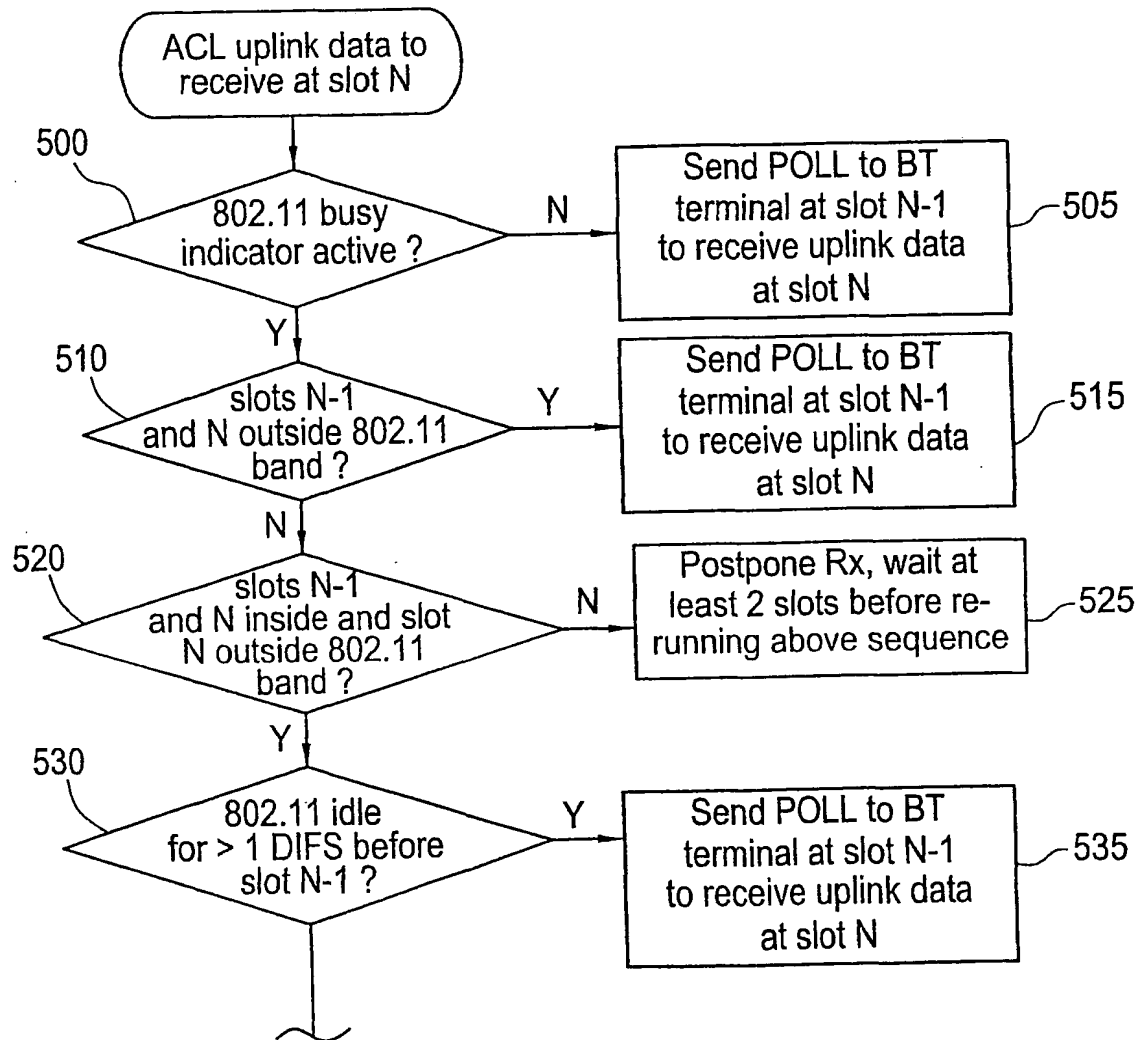 ACL uplink data to
receive at slot N
500
802.11 busy
indicator active ?
N
Send POLL to BT
terminal at slot N-1
to receive uplink data
at slot N
505
Y
510
slots N-1
and N outside 802.11
band ?
Y
Send POLL to BT
terminal at slot N-1
to receive uplink data
at slot N
515
N
520
slots N-1
and N inside and slot
N outside 802.11
band ?
N
Postpone Rx, wait at
least 2 slots before re-
running above sequence
525
Y
530
802.11 idle
for > 1 DIFS before
slot N-1 ?
Y
Send POLL to BT
terminal at slot N-1
to receive uplink data
at slot N
535